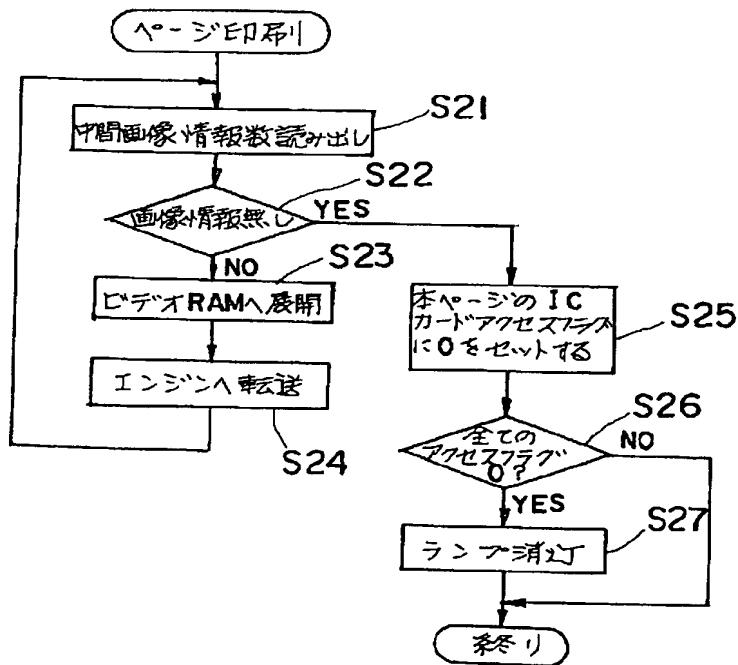 ページ印刷
S21
中間画像情報数読み出し
S22
画像情報無し
YES
NO
S23
ビデオRAMへ展開
エンジンへ転送
S24
本ページのIC
カードアクセスフラグ
に0をセットする
S25
S26
全ての
アクセスフラグ
0?
NO
YES
S27
ランプ消灯
終り